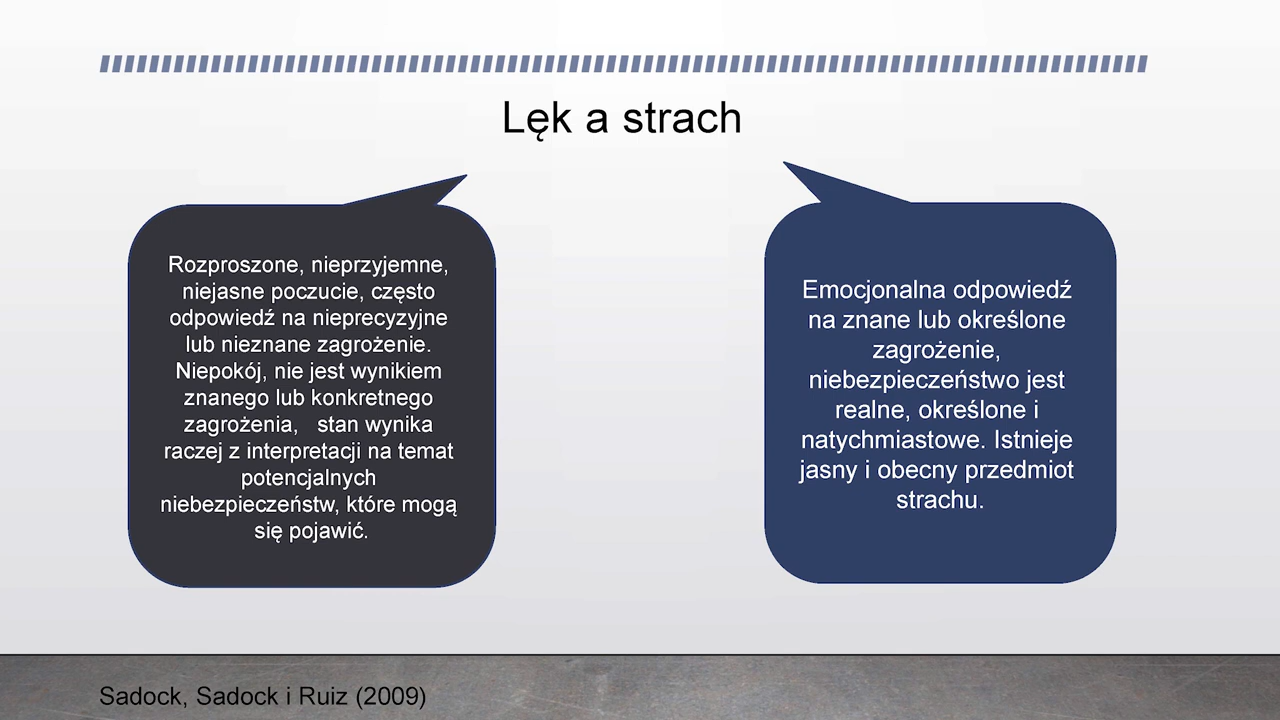 Lęk a strach
Rozproszone, nieprzyjemne,
niejasne poczucie, często
odpowiedź na nieprecyzyjne
lub nieznane zagrożenie.
Niepokój, nie jest wynikiem
znanego lub konkretnego
zagrożenia, stan wynika
raczej z interpretacji na temat
potencjalnych
niebezpieczeństw, które mogą
się pojawić.
Emocjonalna odpowiedź
na znane lub określone
zagrożenie,
niebezpieczeństwo jest
realne, określone i
natychmiastowe. Istnieje
jasny i obecny przedmiot
strachu.
Sadock, Sadock i Ruiz (2009)